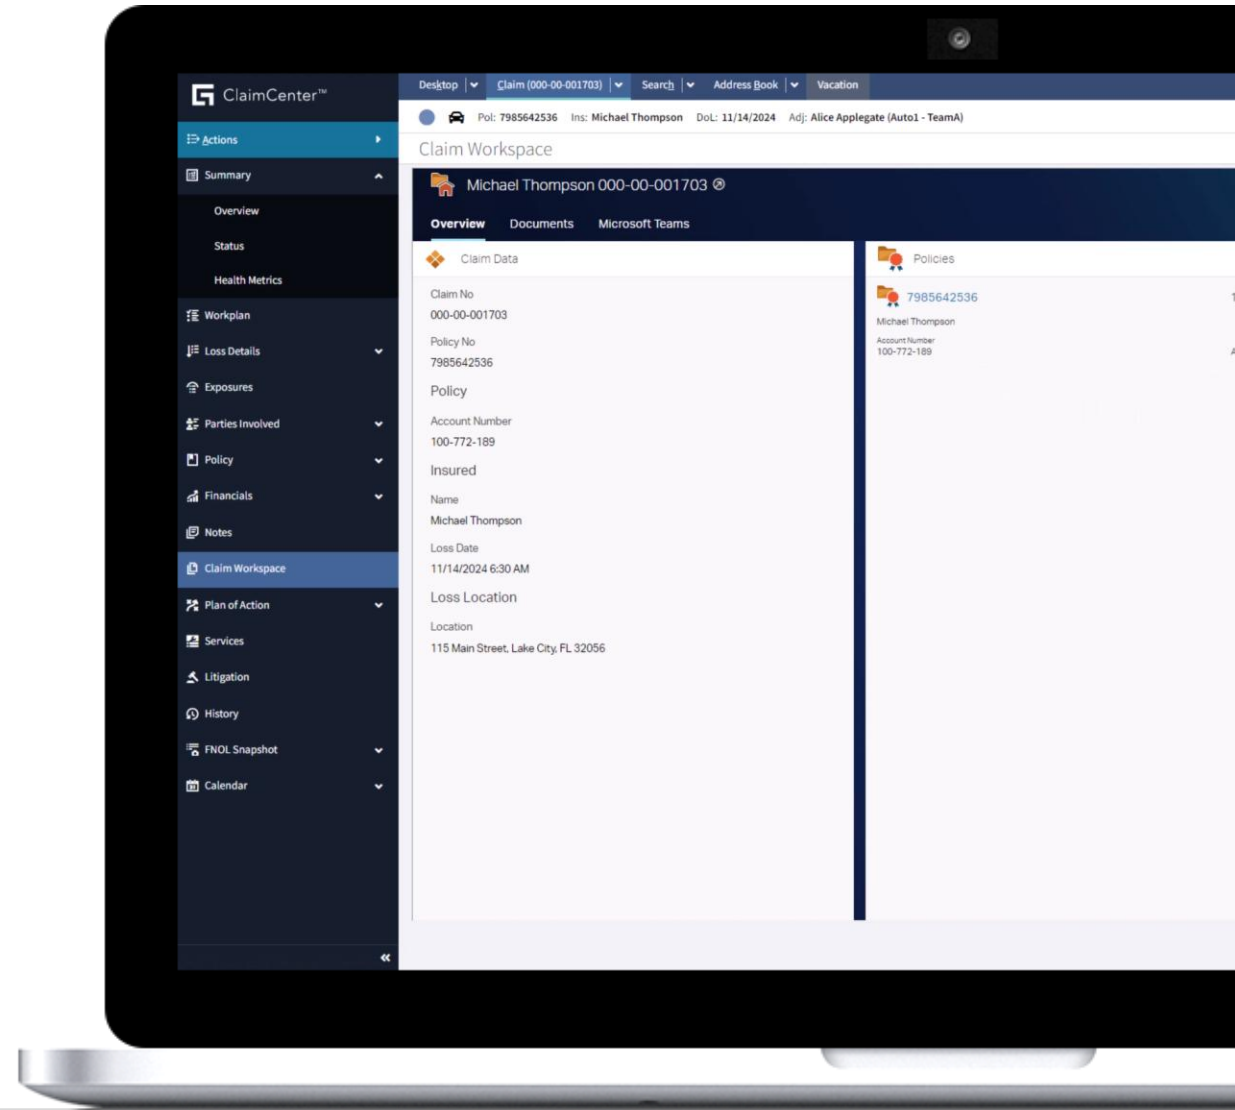 ClaimCenter™
Desktop
Claim (000-00-001703)
Search
Address Book
Vacation
Pol: 7985642536 Ins: Michael Thompson DoL: 11/14/2024 Adj: Alice Applegate (Auto1 - TeamA)
Actions
Summary
Overview
Status
Health Metrics
Workplan
Loss Details
Exposures
Parties Involved
Policy
Financials
Notes
Claim Workspace
Plan of Action
Services
Litigation
History
FNOL Snapshot
Calendar
Claim Workspace
Michael Thompson 000-00-001703
Overview Documents Microsoft Teams
Claim Data
Claim No
000-00-001703
Policy No
7985642536
Policy
Account Number
100-772-189
Insured
Name
Michael Thompson
Loss Date
11/14/2024 6:30 AM
Loss Location
Location
115 Main Street, Lake City, FL 32056
Policies
7985642536
Michael Thompson
Account Number
100-772-189